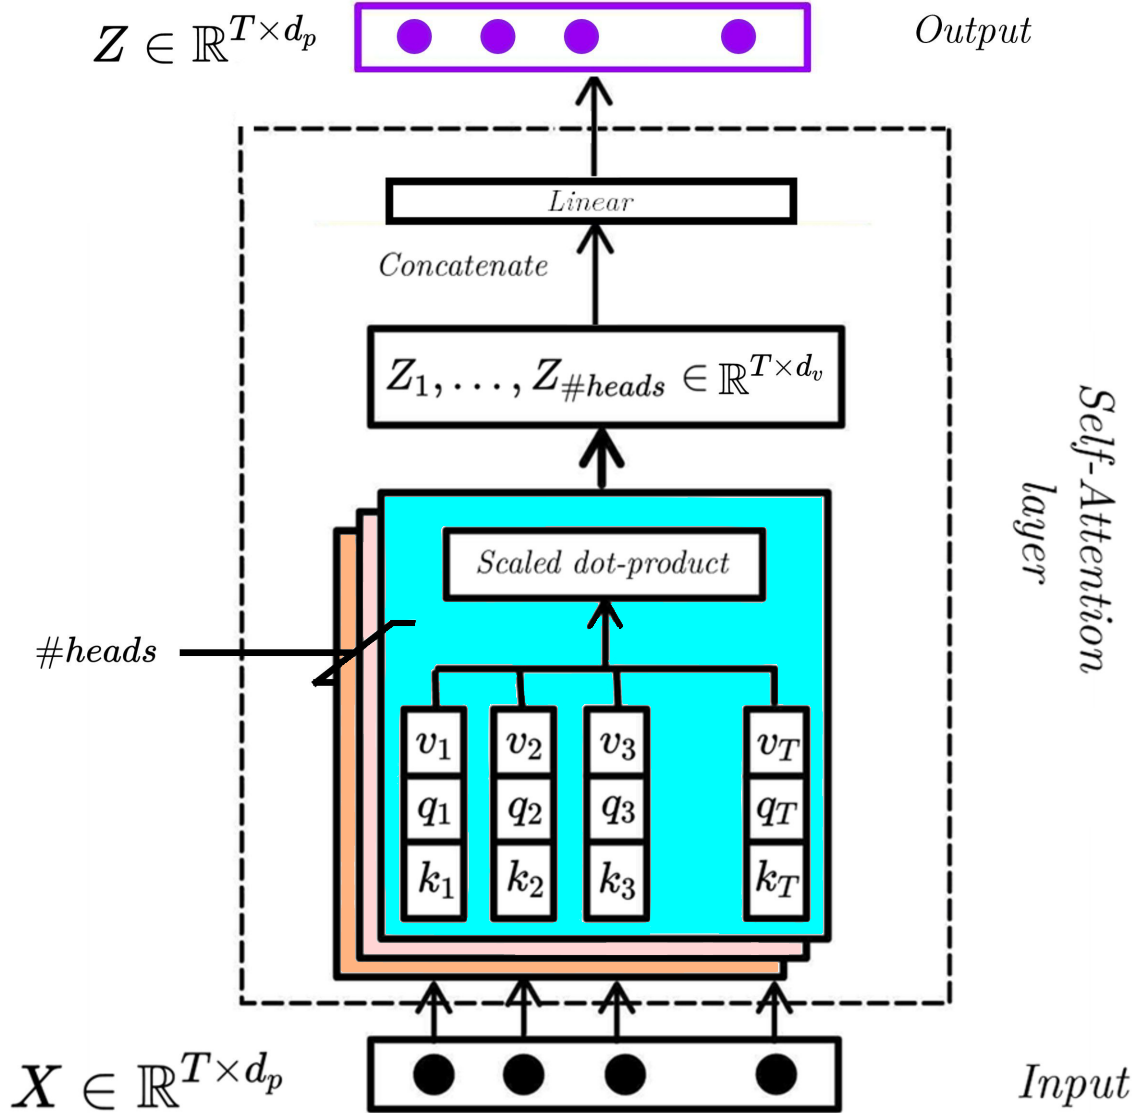 Z ∈ ℝ^{T×d_p}
Output
Linear
Concatenate
Z_1, ..., Z_{#heads} ∈ ℝ^{T×d_v}
Self-Attention
layer
Scaled dot-product
#heads
v_1 v_2 v_3 v_T
q_1 q_2 q_3 q_T
k_1 k_2 k_3 k_T
X ∈ ℝ^{T×d_p}
Input